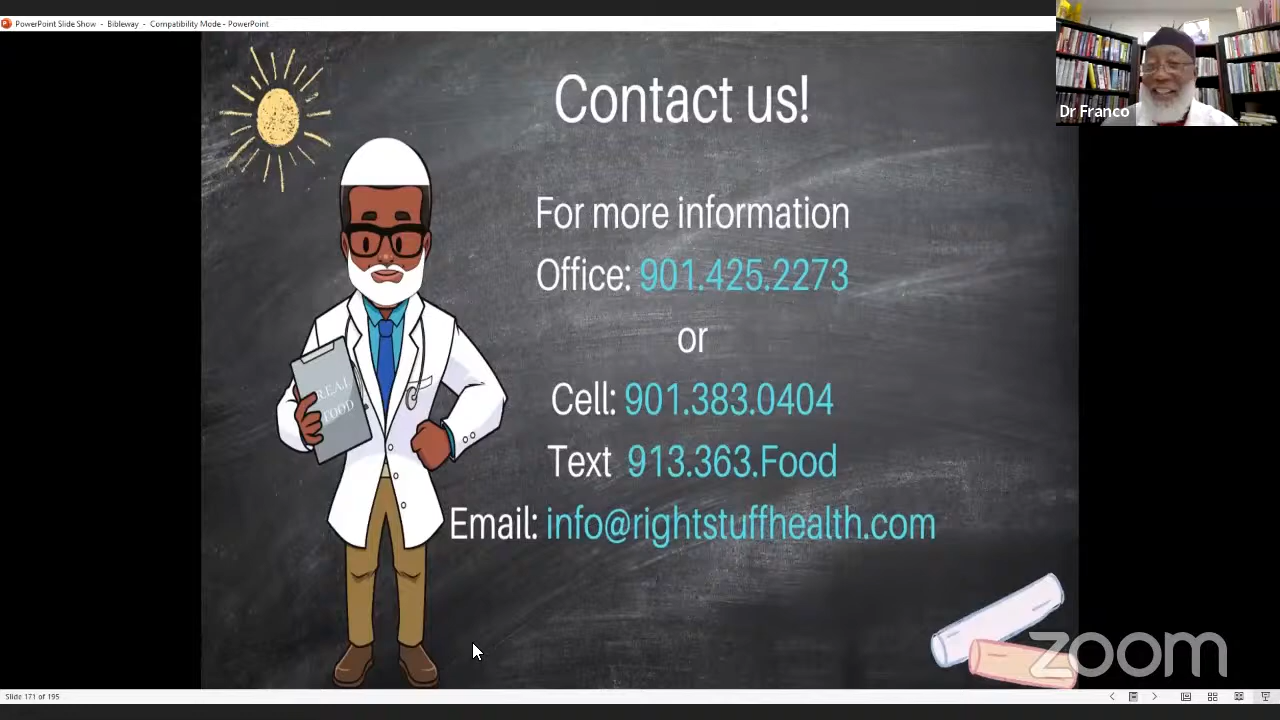 PowerPoint Slide Show - Bibleway - Compatibility Mode - PowerPoint
Dr Franco
Contact us!
For more information
Office: 901.425.2273
or
Cell: 901.383.0404
Text 913.363.Food
Email: info@rightstuffhealth.com
R.E.A.L
FOOD
zoom
Slide 171 of 195